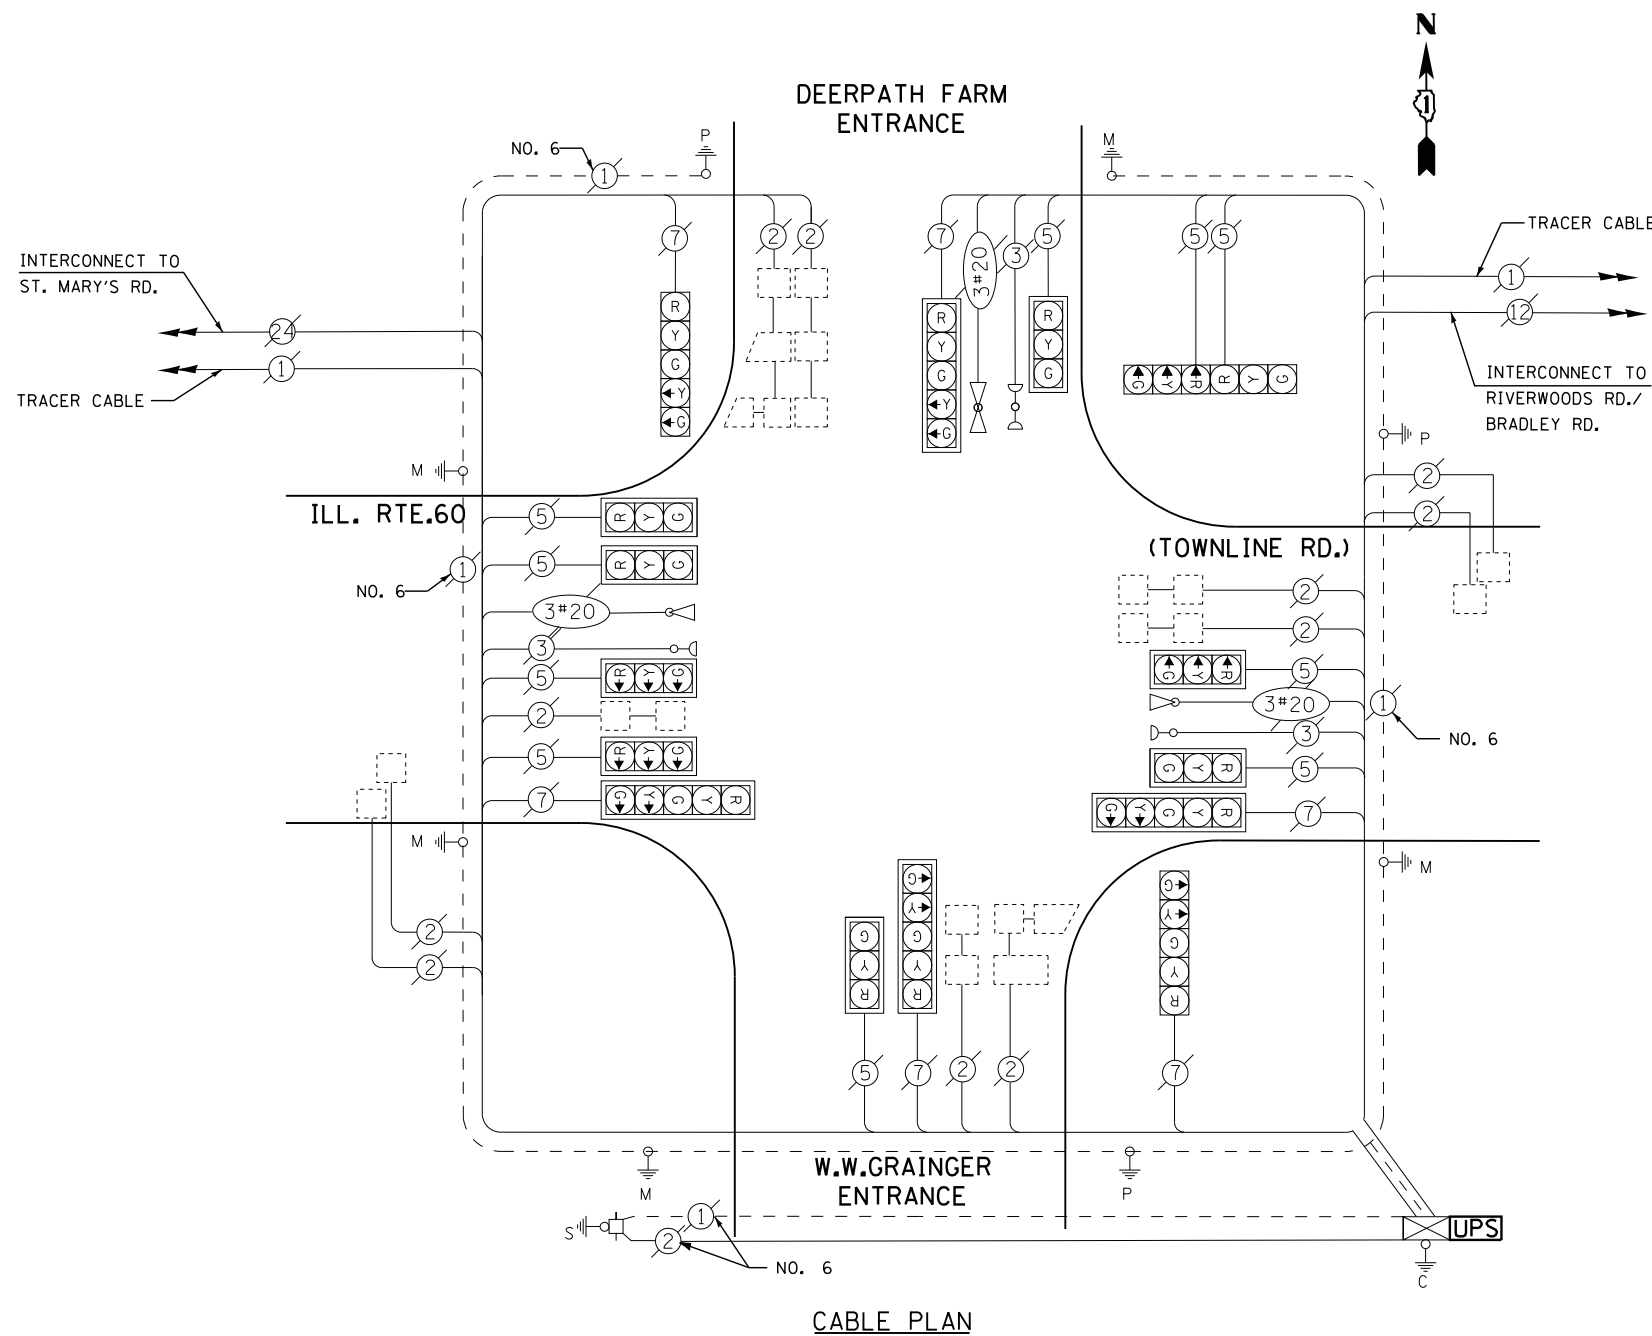 N
1
DEERPATH FARM
ENTRANCE
P
M
NO. 6
1
TRACER CABLE
INTERCONNECT TO
ST. MARY'S RD.
7
2
2
7
3#20
3
5
5
5
1
24
12
1
TRACER CABLE
INTERCONNECT TO
RIVERWOODS RD./
BRADLEY RD.
R
Y
G
Y
G
R
Y
G
Y
G
R
Y
G
G Y R R Y G
P
M
2
2
ILL. RTE.60
(TOWNLINE RD.)
5
R Y G
5
R Y G
1
NO. 6
3#20
3
5
R Y G
2
5
R Y G
7
G Y G Y R
2
2
G Y R
5
3#20
1
3
NO. 6
G Y R
5
G Y G Y R
7
M
M
2
2
G
Y
R
G
Y
G
Y
R
G
Y
G
Y
R
5
7
2
2
7
M
P
W.W.GRAINGER
ENTRANCE
S
1
2
NO. 6
UPS
C
CABLE PLAN